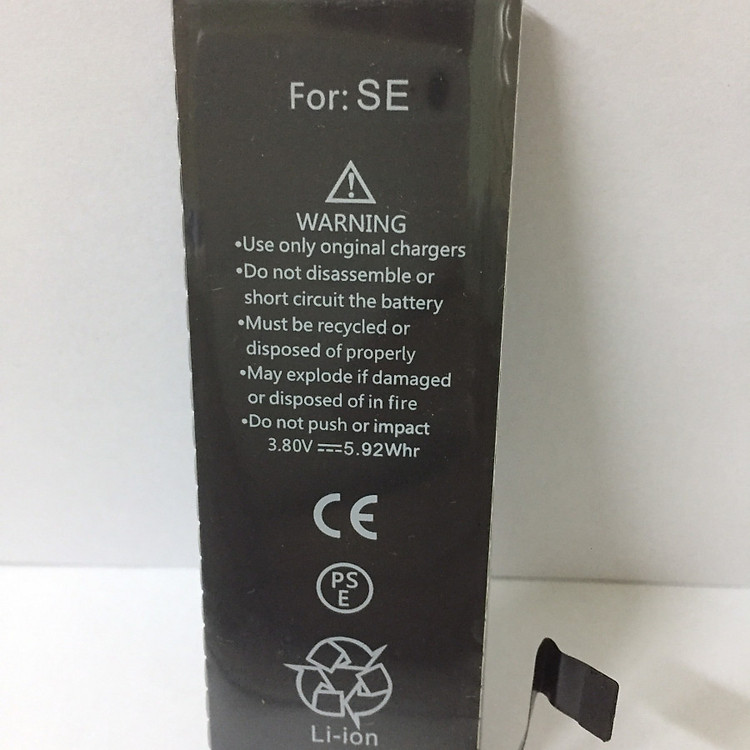 For: SE
WARNING
•Use only onginal chargers
•Do not disassemble or
short circuit the battery
•Must be recycled or
disposed of properly
•May explode if damaged
or disposed of in fire
•Do not push or impact
3.80V ⎓5.92Whr
CE
PS
E
Li-ion